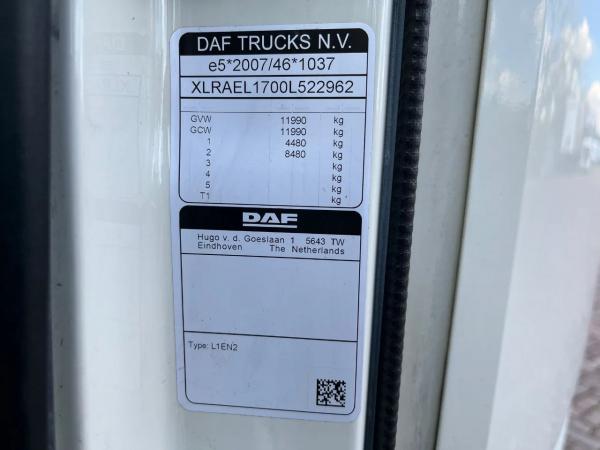 DAF TRUCKS N.V.
e5*2007/46*1037
XLRAEL1700L522962
GVW 11990 kg
GCW 11990 kg
1 4480 kg
2 8480 kg
3 kg
4 kg
5 kg
T1 kg
DAF
Hugo v. d. Goeslaan 1 5643 TW
Eindhoven The Netherlands
Type: L1EN2